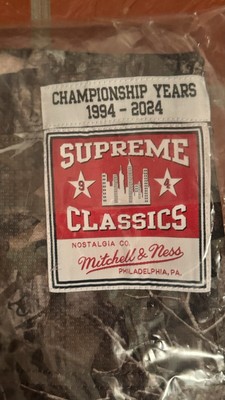 CHAMPIONSHIP YEARS
1994 - 2024
SUPREME
9 4
CLASSICS
NOSTALGIA CO.
Mitchell & Ness
PHILADELPHIA, PA.